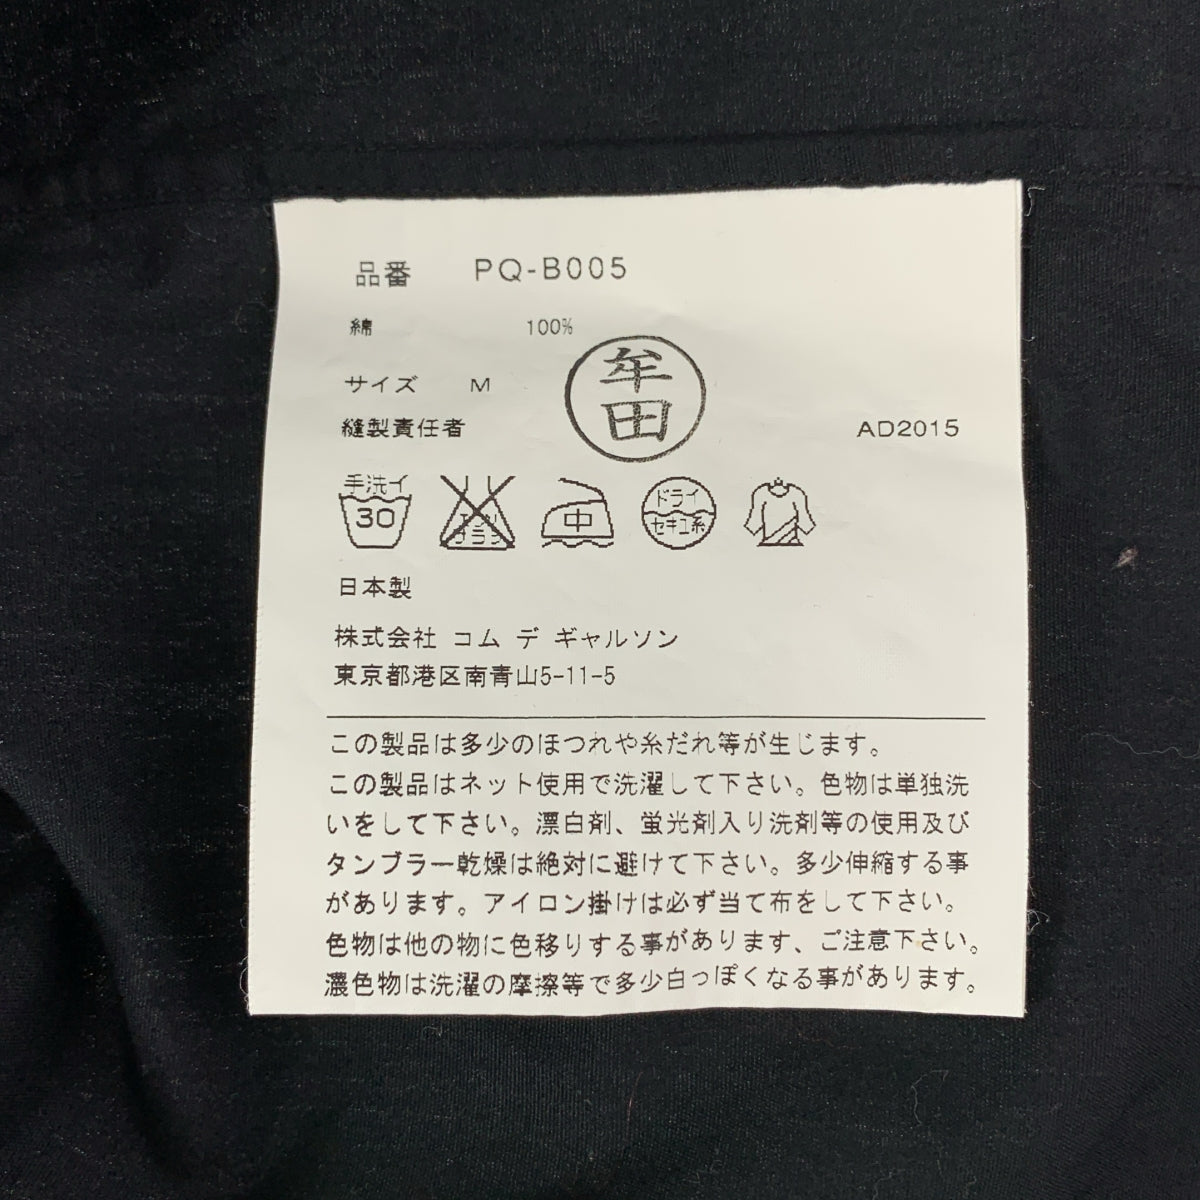 品番 PQ-B005
綿 100%
サイズ M
縫製責任者 牟田 AD2015
手洗イ 30 エンソ サラシ 中 ドライ セキユ系
日本製
株式会社 コム デ ギャルソン
東京都港区南青山5-11-5
この製品は多少のほつれや糸だれ等が生じます。
この製品はネット使用で洗濯して下さい。色物は単独洗
いをして下さい。漂白剤、蛍光剤入り洗剤等の使用及び
タンブラー乾燥は絶対に避けて下さい。多少伸縮する事
があります。アイロン掛けは必ず当て布をして下さい。
色物は他の物に色移りする事があります、ご注意下さい。
濃色物は洗濯の摩擦等で多少白っぽくなる事があります。